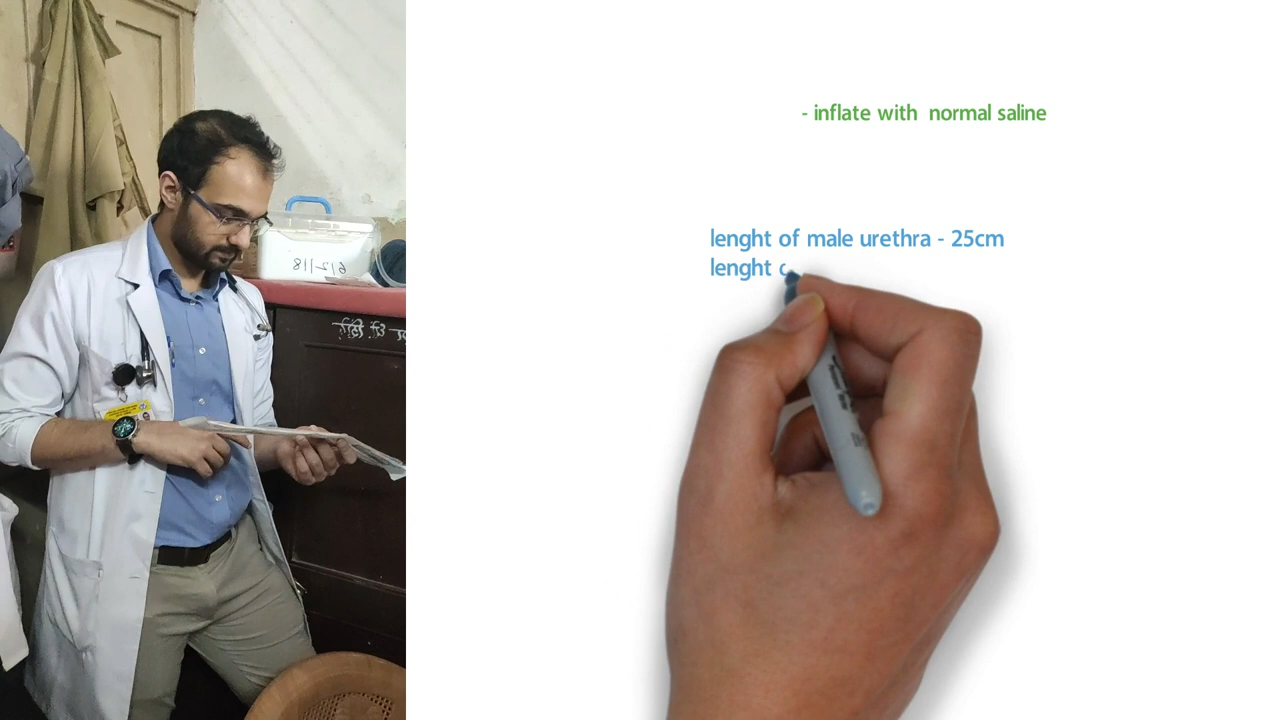 - inflate with normal saline
lenght of male urethra - 25cm
lenght